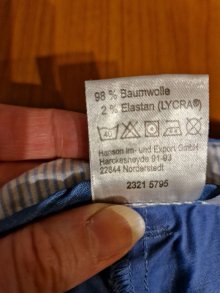 98 % Baumwolle
2 % Elastan (LYCRA®)
Hanson Im- und Export GmbH
Harckesheyde 91-93
22844 Norderstedt
2321 5795